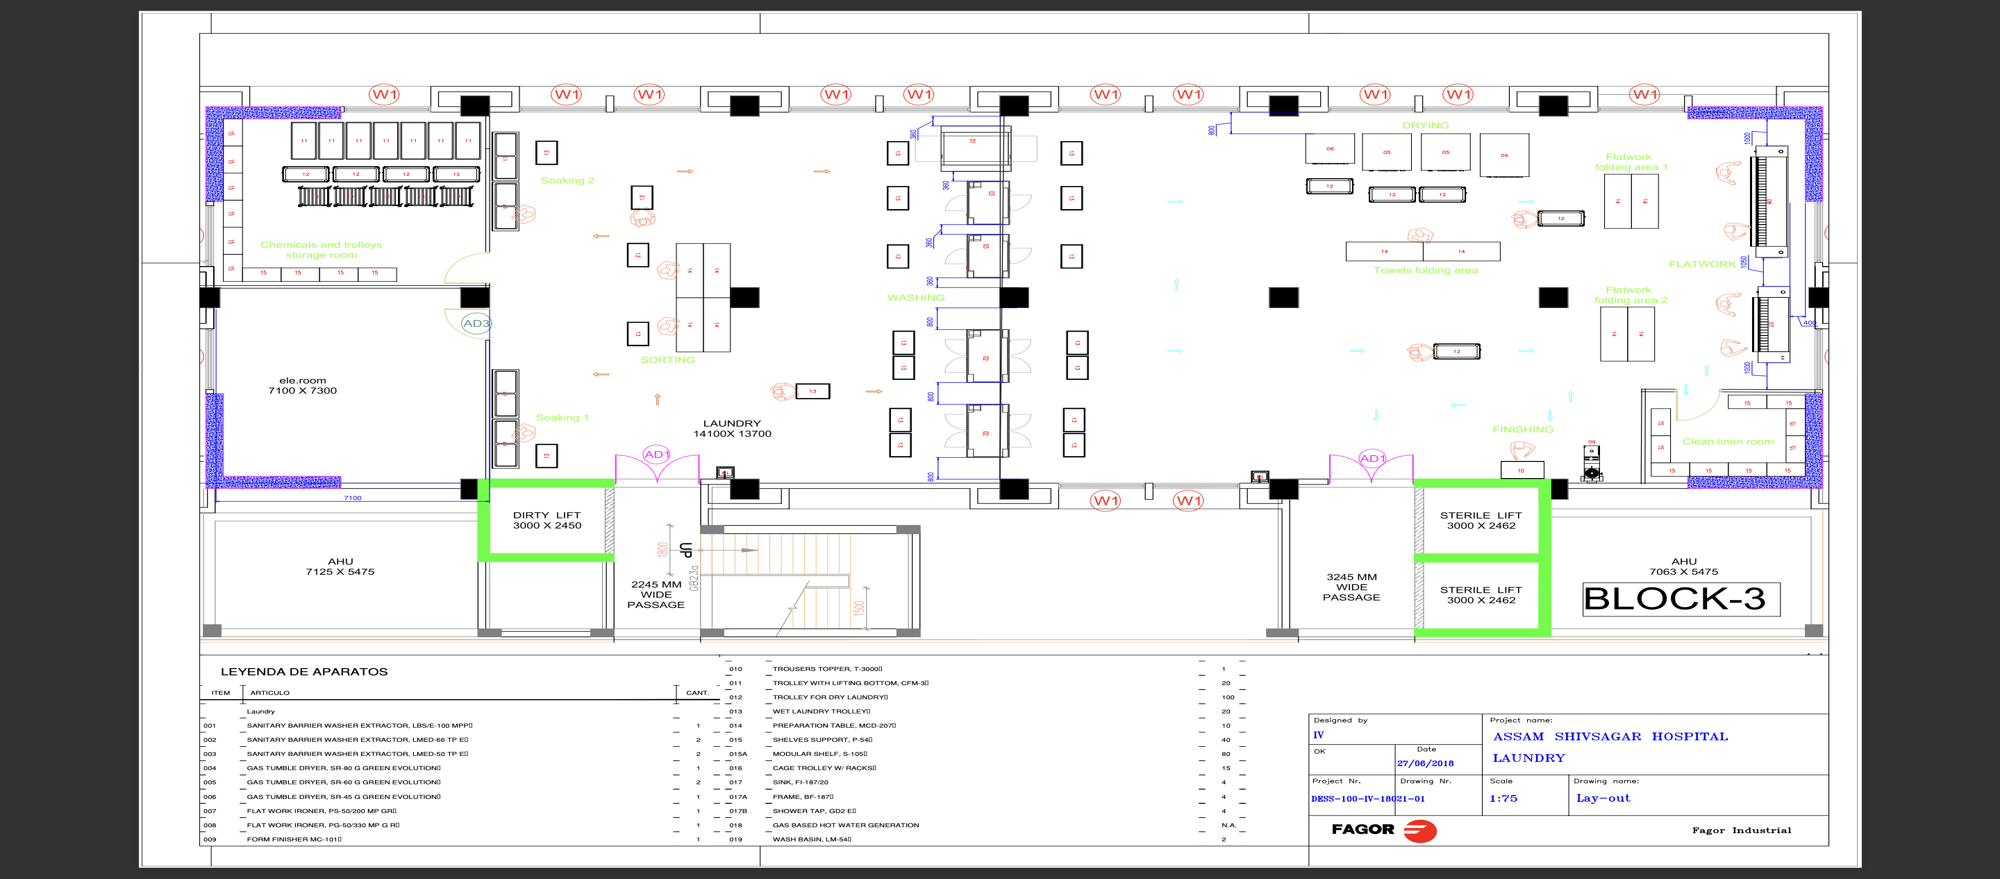 W1 W1 W1 W1 W1 W1 W1 W1 W1 W1
DRYING
Soaking 2
Flatwork
folding area 1
Chemicals and trolleys
storage room
Towels folding area
FLATWORK
WASHING
Flatwork
folding area 2
AD3
SORTING
ele.room
7100 X 7300
Soaking 1
LAUNDRY
14100X 13700
FINISHING
Clean linen room
AD1 AD1
7100
W1 W1
DIRTY LIFT
3000 X 2450
STERILE LIFT
3000 X 2462
UP
1800
GB23a
AHU
7125 X 5475
2245 MM
WIDE
PASSAGE
1500
3245 MM
WIDE
PASSAGE
STERILE LIFT
3000 X 2462
AHU
7063 X 5475
BLOCK-3
LEYENDA DE APARATOS
ITEM ARTICULO CANT.
Laundry
001 SANITARY BARRIER WASHER EXTRACTOR, LBS/E-100 MPP 1
002 SANITARY BARRIER WASHER EXTRACTOR, LMED-66 TP E 2
003 SANITARY BARRIER WASHER EXTRACTOR, LMED-50 TP E 2
004 GAS TUMBLE DRYER, SR-80 G GREEN EVOLUTION 1
005 GAS TUMBLE DRYER, SR-60 G GREEN EVOLUTION 2
006 GAS TUMBLE DRYER, SR-45 G GREEN EVOLUTION 1
007 FLAT WORK IRONER, PS-50/200 MP GR 1
008 FLAT WORK IRONER, PG-50/330 MP G R 1
009 FORM FINISHER MC-101 1
010 TROUSERS TOPPER, T-3000 1
011 TROLLEY WITH LIFTING BOTTOM, CFM-3 20
012 TROLLEY FOR DRY LAUNDRY 100
013 WET LAUNDRY TROLLEY 20
014 PREPARATION TABLE, MCD-207 10
015 SHELVES SUPPORT, P-54 40
015A MODULAR SHELF, S-105 80
016 CAGE TROLLEY W/ RACKS 15
017 SINK, FI-187/20 4
017A FRAME, BF-187 4
017B SHOWER TAP, GD2 E 4
018 GAS BASED HOT WATER GENERATION N.A.
019 WASH BASIN, LM-54 2
Designed by
IV
OK
Date
27/06/2018
Project name:
ASSAM SHIVSAGAR HOSPITAL
LAUNDRY
Project Nr.
DESS-100-IV-18021-01
Drawing Nr.
Scale
1:75
Drawing name:
Lay-out
FAGOR
Fagor Industrial